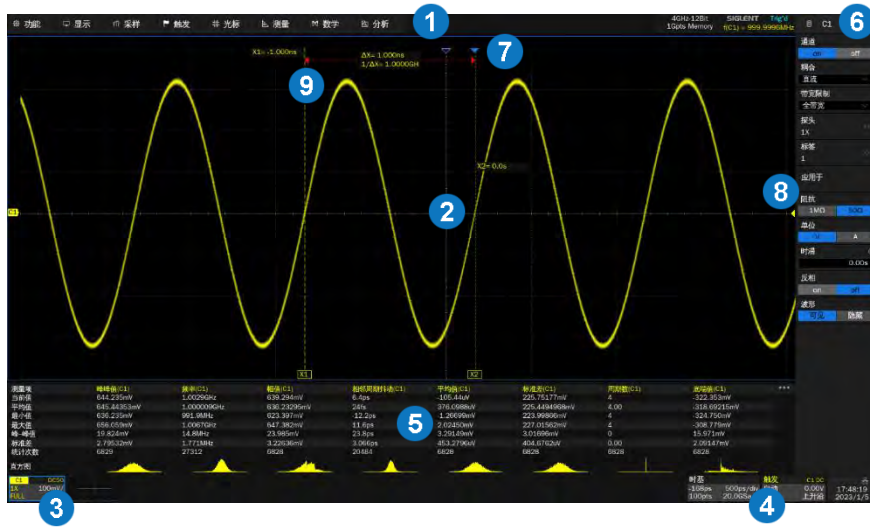 功能 显示 采样 触发 光标 测量 数学 分析
4GHz 12Bit SIGLENT Trig'd
1Gpts Memory f(C1) = 999.9996MHz
C1
1
6
7
9
2
8
X1= -1.000ns
ΔX= 1.000ns
1/ΔX= 1.0000GH
X2= 0.0s
C1
X1
X2
通道
on off
耦合
直流
带宽限制
全带宽
探头
1X
标签
1
应用于
阻抗
1MΩ 50Ω
单位
A
时滞
0.00s
反相
on off
波形
可见 隐藏
测量项 峰峰值(C1) 频率(C1) 幅值(C1) 相邻周期抖动(C1) 平均值(C1) 标准差(C1) 周期数(C1) 底端值(C1)
当前值 644.235mV 1.0029GHz 639.294mV 6.4ps -105.44uV 225.75177mV 4 -322.353mV
平均值 645.44353mV 1.000009GHz 636.23295mV 24fs 376.0988uV 225.4494968mV 4.00 -318.69215mV
最小值 636.235mV 991.9MHz 623.397mV -12.2ps -1.26699mV 223.99866mV 4 -324.750mV
最大值 656.059mV 1.0067GHz 647.382mV 11.6ps 2.02450mV 227.01562mV 4 -308.779mV
峰-峰值 19.824mV 14.8MHz 23.985mV 23.8ps 3.29149mV 3.01696mV 0 15.971mV
标准差 2.79532mV 1.771MHz 3.22636mV 3.066ps 453.2790uV 404.6762uV 0.00 2.09147mV
统计次数 6829 27312 6828 20484 6828 6828 6828 6828
直方图
5
C1 DC50
1X 100mV/
FULL
3
时基
-168ps 500ps/div
100pts 20.0GSa
触发 C1 DC
0.00V
上升沿
4
17:48:19
2023/1/5